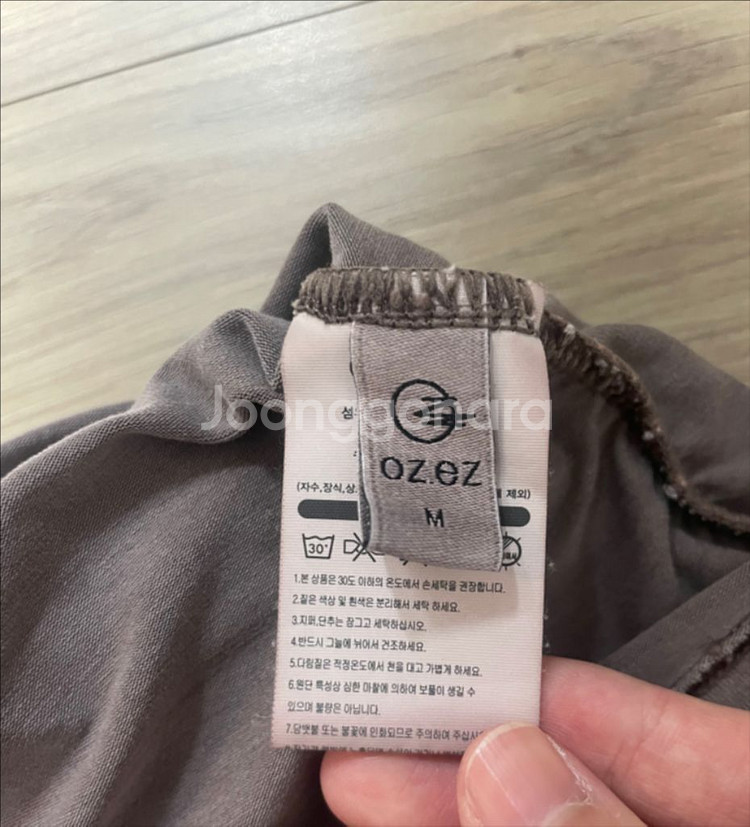 섬
Joonggonara
oz.ez
M
(자수,장식,상 제외)
30°
1.본 상품은 30도 이하의 온도에서 손세탁을 권장합니다.
2.짙은 색상 및 흰색은 분리해서 세탁 하세요.
3.지퍼,단추는 잠그고 세탁하십시오.
4.반드시 그늘에 뉘어서 건조하세요.
5.다림질은 적정온도에서 천을 대고 가볍게 하세요.
6.원단 특성상 심한 마찰에 의하여 보풀이 생길 수
있으며 불량은 아닙니다.
7.담뱃불 또는 불꽃에 인화되므로 주의하여 주십시